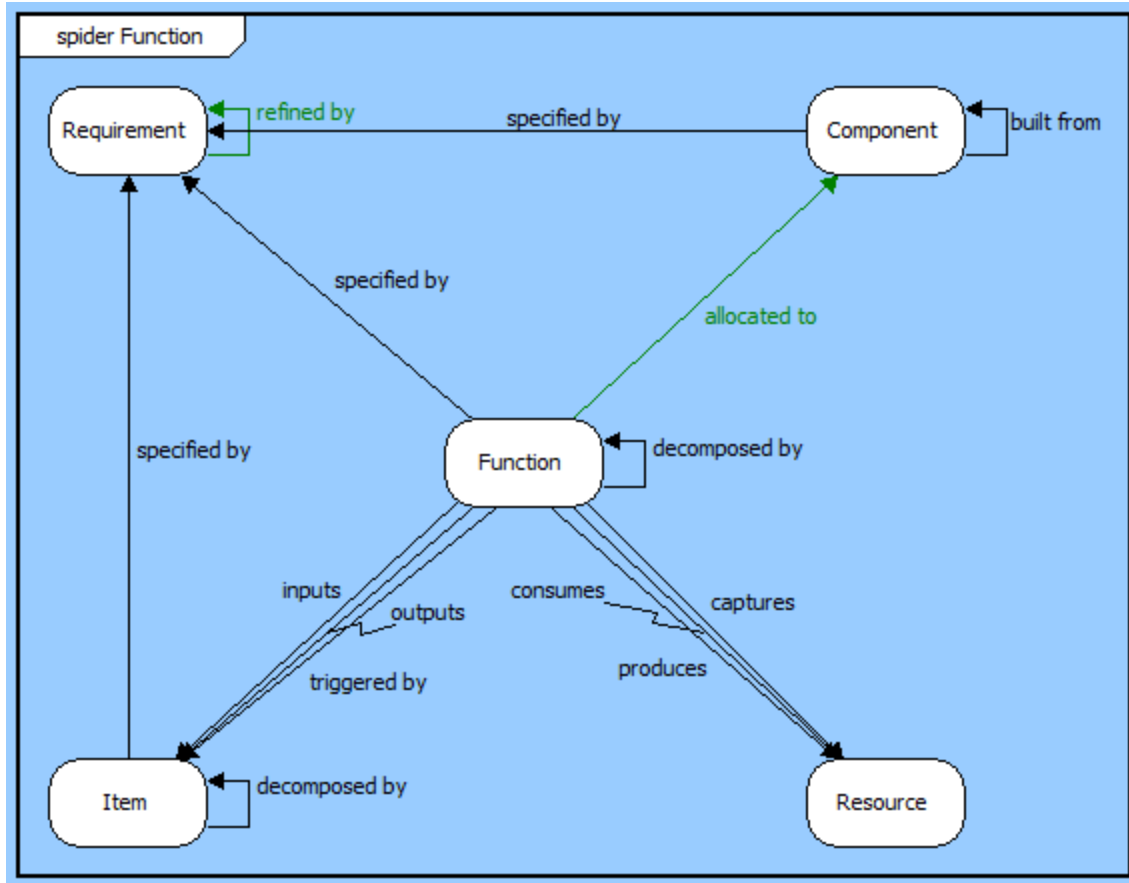 spider Function
Requirement
refined by
specified by
Component
built from
specified by
allocated to
specified by
Function
decomposed by
inputs
outputs
consumes
captures
triggered by
produces
Item
decomposed by
Resource